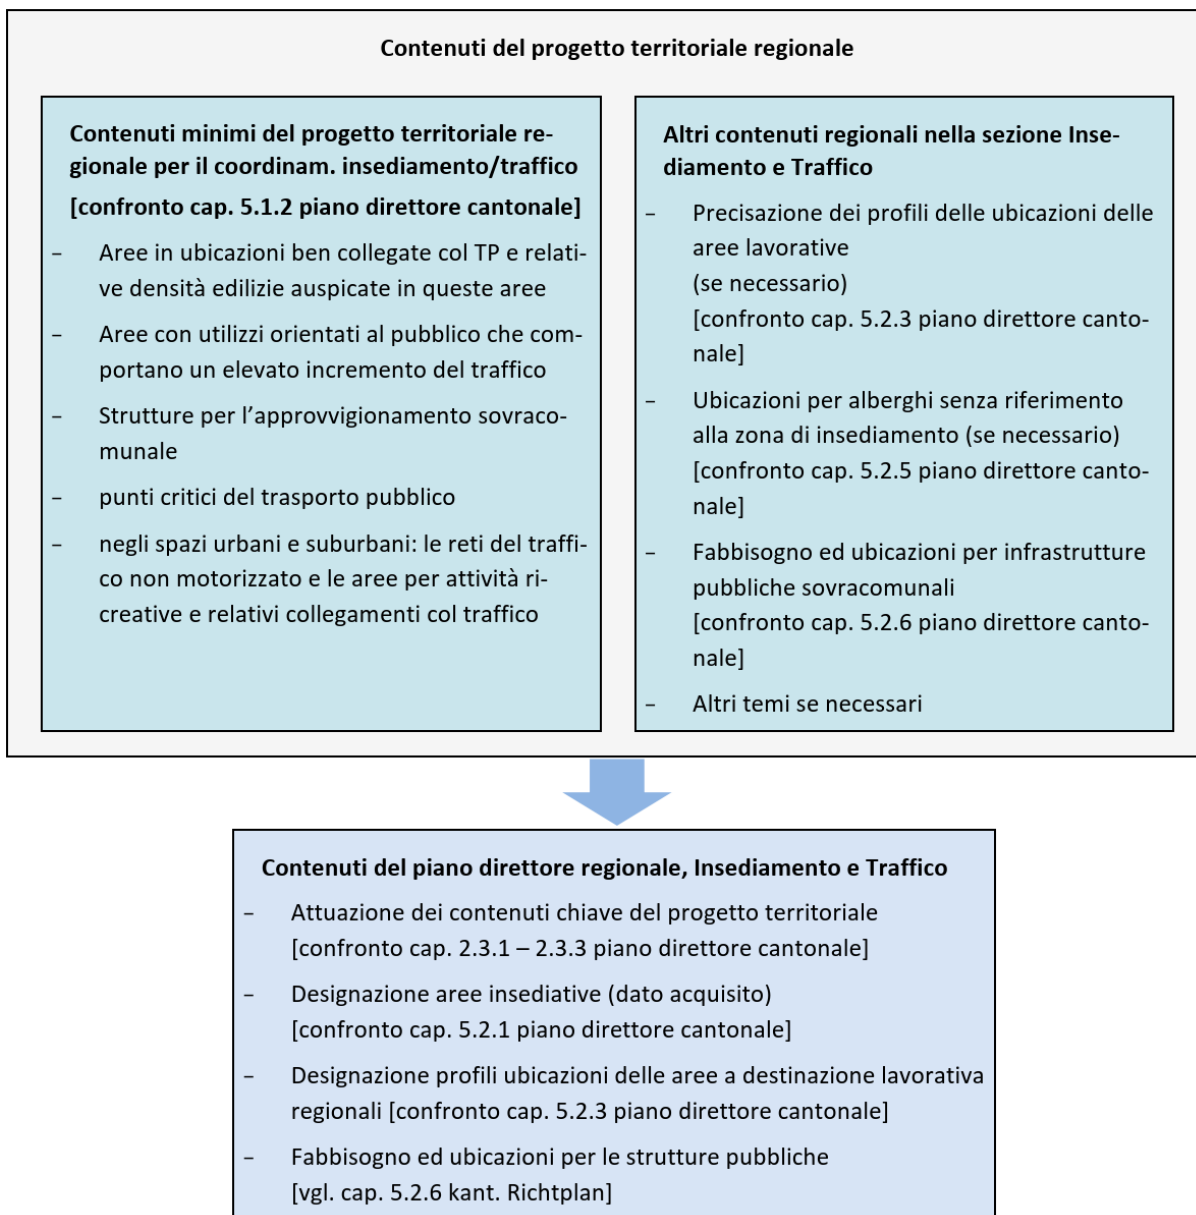 Contenuti del progetto territoriale regionale
Contenuti minimi del progetto territoriale re-
gionale per il coordinam. insediamento/traffico
[confronto cap. 5.1.2 piano direttore cantonale]
– Aree in ubicazioni ben collegate col TP e relati-
ve densità edilizie auspicate in queste aree
– Aree con utilizzi orientati al pubblico che com-
portano un elevato incremento del traffico
– Strutture per l’approvvigionamento sovraco-
munale
– punti critici del trasporto pubblico
– negli spazi urbani e suburbani: le reti del traffi-
co non motorizzato e le aree per attività ri-
creative e relativi collegamenti col traffico
Altri contenuti regionali nella sezione Inse-
diamento e Traffico
– Precisazione dei profili delle ubicazioni delle
aree lavorative
(se necessario)
[confronto cap. 5.2.3 piano direttore canto-
nale]
– Ubicazioni per alberghi senza riferimento
alla zona di insediamento (se necessario)
[confronto cap. 5.2.5 piano direttore canto-
nale]
– Fabbisogno ed ubicazioni per infrastrutture
pubbliche sovracomunali
[confronto cap. 5.2.6 piano direttore canto-
nale]
– Altri temi se necessari
Contenuti del piano direttore regionale, Insediamento e Traffico
– Attuazione dei contenuti chiave del progetto territoriale
[confronto cap. 2.3.1 – 2.3.3 piano direttore cantonale]
– Designazione aree insediative (dato acquisito)
[confronto cap. 5.2.1 piano direttore cantonale]
– Designazione profili ubicazioni delle aree a destinazione lavorativa
regionali [confronto cap. 5.2.3 piano direttore cantonale]
– Fabbisogno ed ubicazioni per le strutture pubbliche
[vgl. cap. 5.2.6 kant. Richtplan]